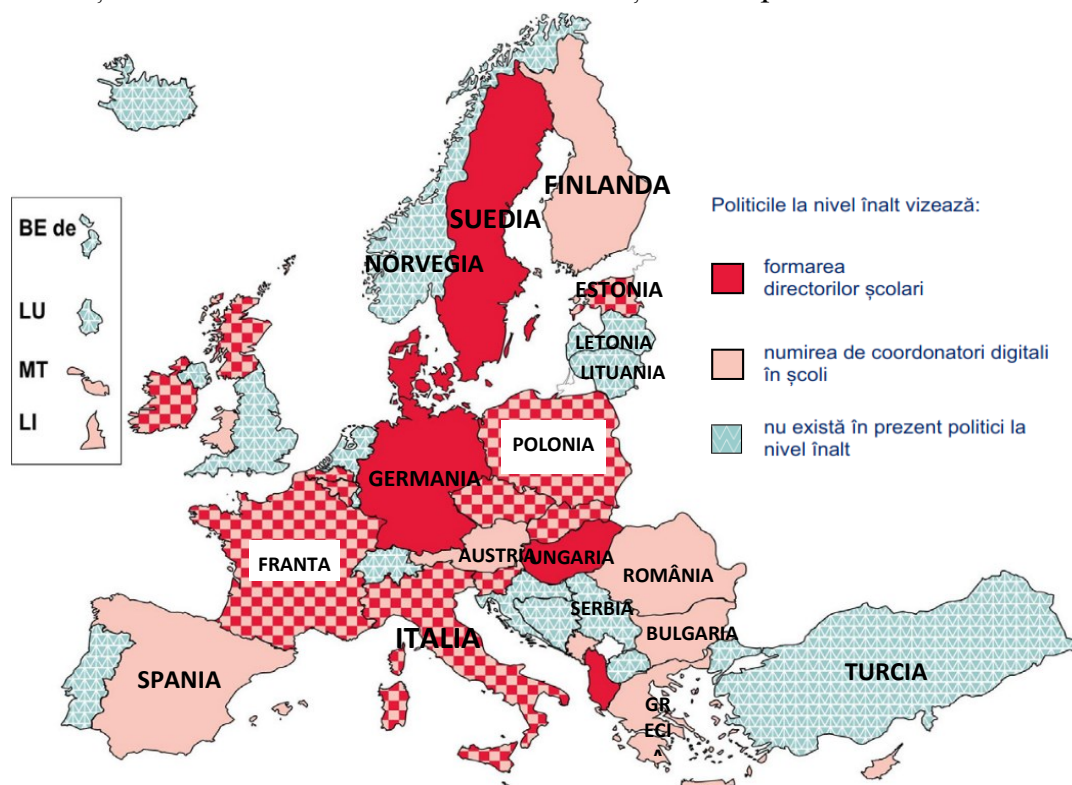 BE de
LU
MT
LI
FINLANDA
SUEDIA
NORVEGIA
ESTONIA
LETONIA
LITUANIA
POLONIA
GERMANIA
FRANTA
AUSTRIA
UNGARIA
ROMÂNIA
SERBIA
BULGARIA
ITALIA
SPANIA
TURCIA
GR
ECI
Politicile la nivel înalt vizează:
formarea
directorilor școlari
numirea de coordonatori digitali
în școli
nu există în prezent politici la
nivel înalt